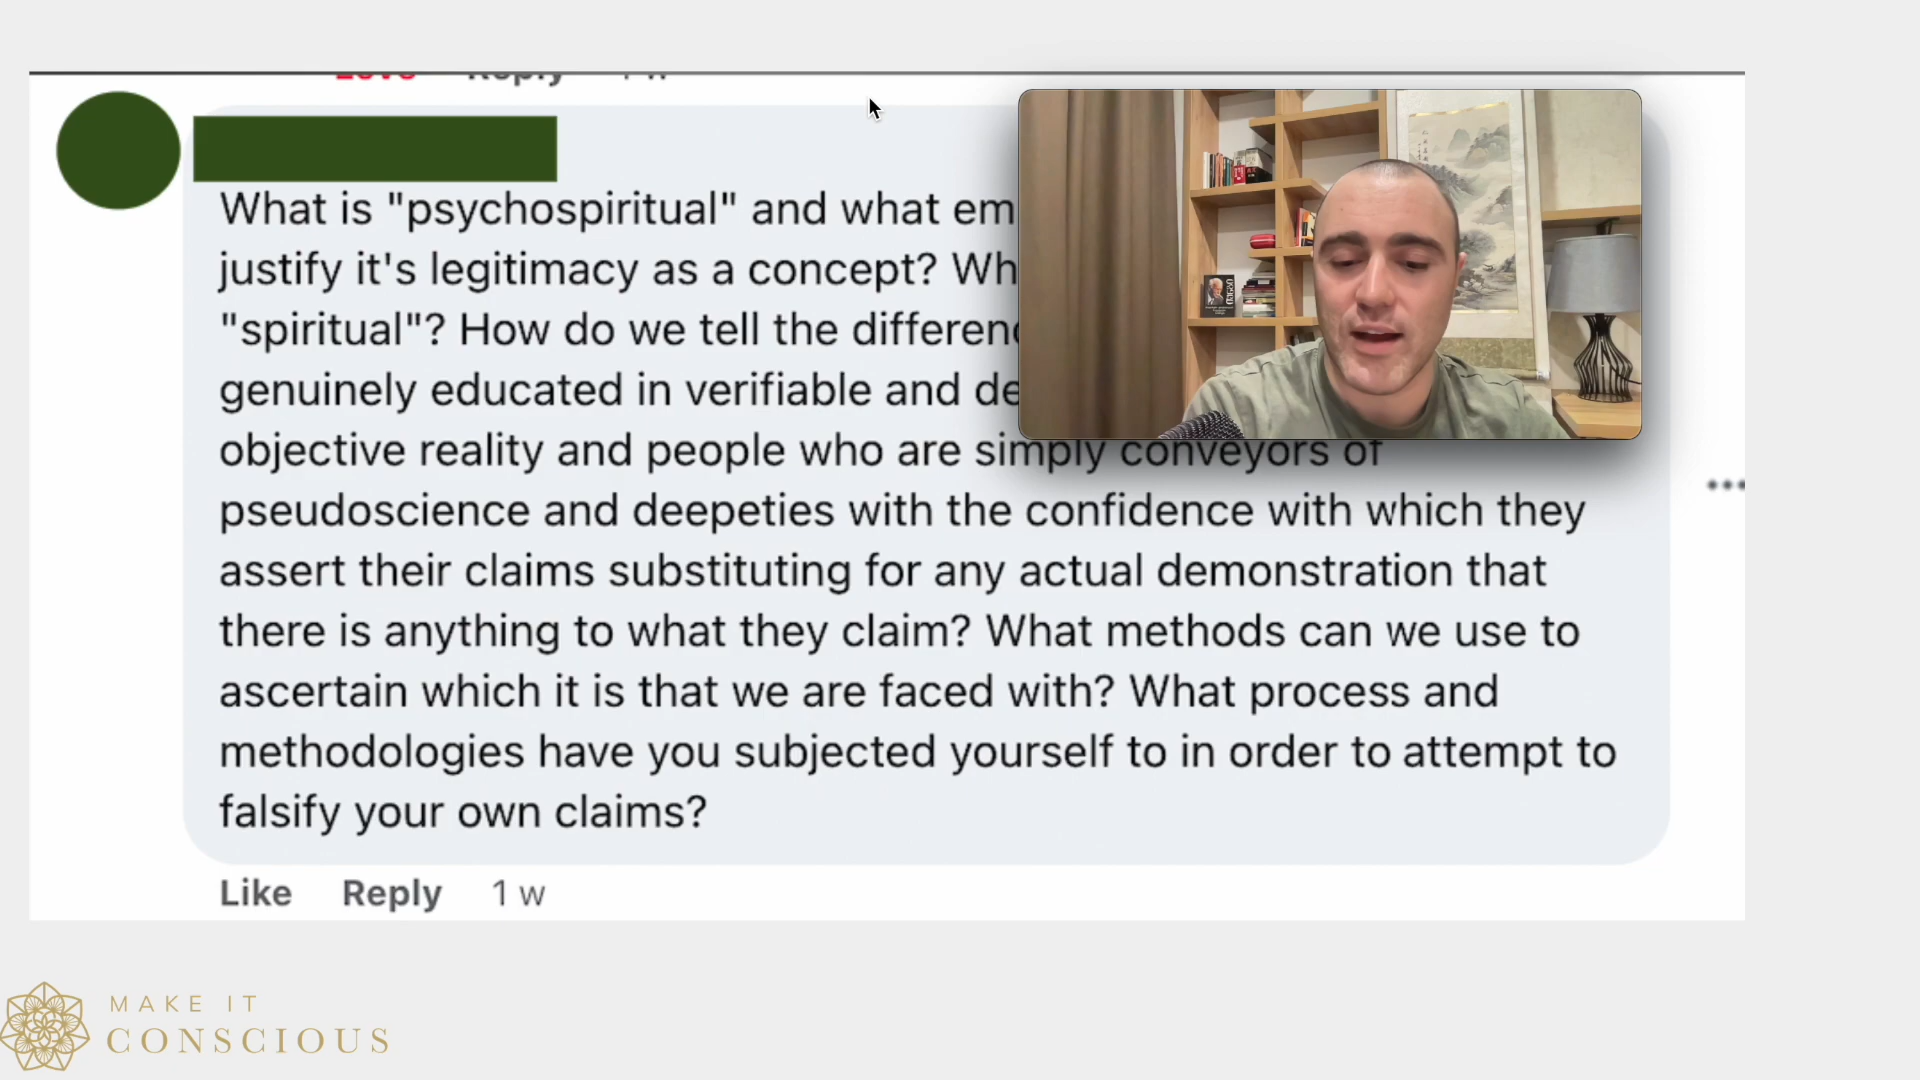 Love Reply 1 w
What is "psychospiritual" and what em
justify it's legitimacy as a concept? Wh
"spiritual"? How do we tell the differenc
genuinely educated in verifiable and de
objective reality and people who are simply conveyors of
pseudoscience and deepeties with the confidence with which they
assert their claims substituting for any actual demonstration that
there is anything to what they claim? What methods can we use to
ascertain which it is that we are faced with? What process and
methodologies have you subjected yourself to in order to attempt to
falsify your own claims?
Like Reply 1 w
MAKE IT
CONSCIOUS